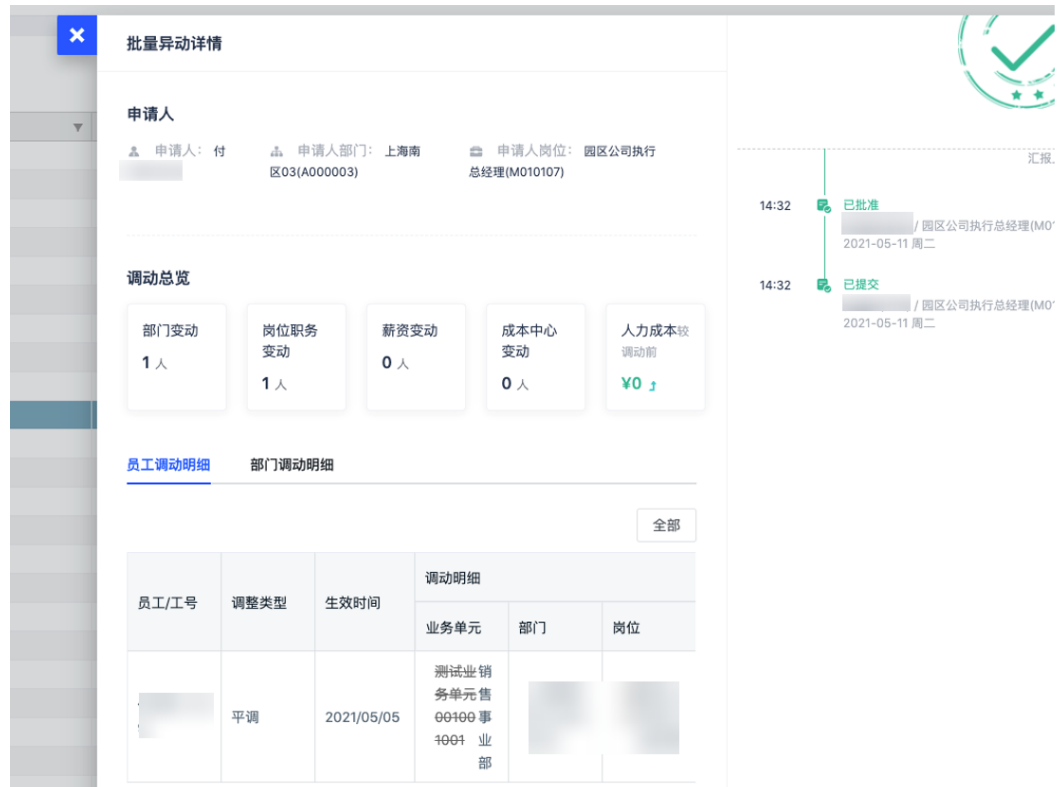 批量异动详情
申请人
申请人： 付
申请人部门： 上海南
区03(A000003)
申请人岗位： 园区公司执行
总经理(M010107)
调动总览
部门变动
1 人
岗位职务
变动
1 人
薪资变动
0 人
成本中心
变动
0 人
人力成本较
调动前
¥0
员工调动明细
部门调动明细
全部
员工/工号
调整类型
生效时间
调动明细
业务单元
部门
岗位
平调
2021/05/05
测试业
务单元
00100
1001
销
售
事
业
部
汇报
14:32
已批准
/ 园区公司执行总经理(M0
2021-05-11 周二
14:32
已提交
/ 园区公司执行总经理(M0
2021-05-11 周二